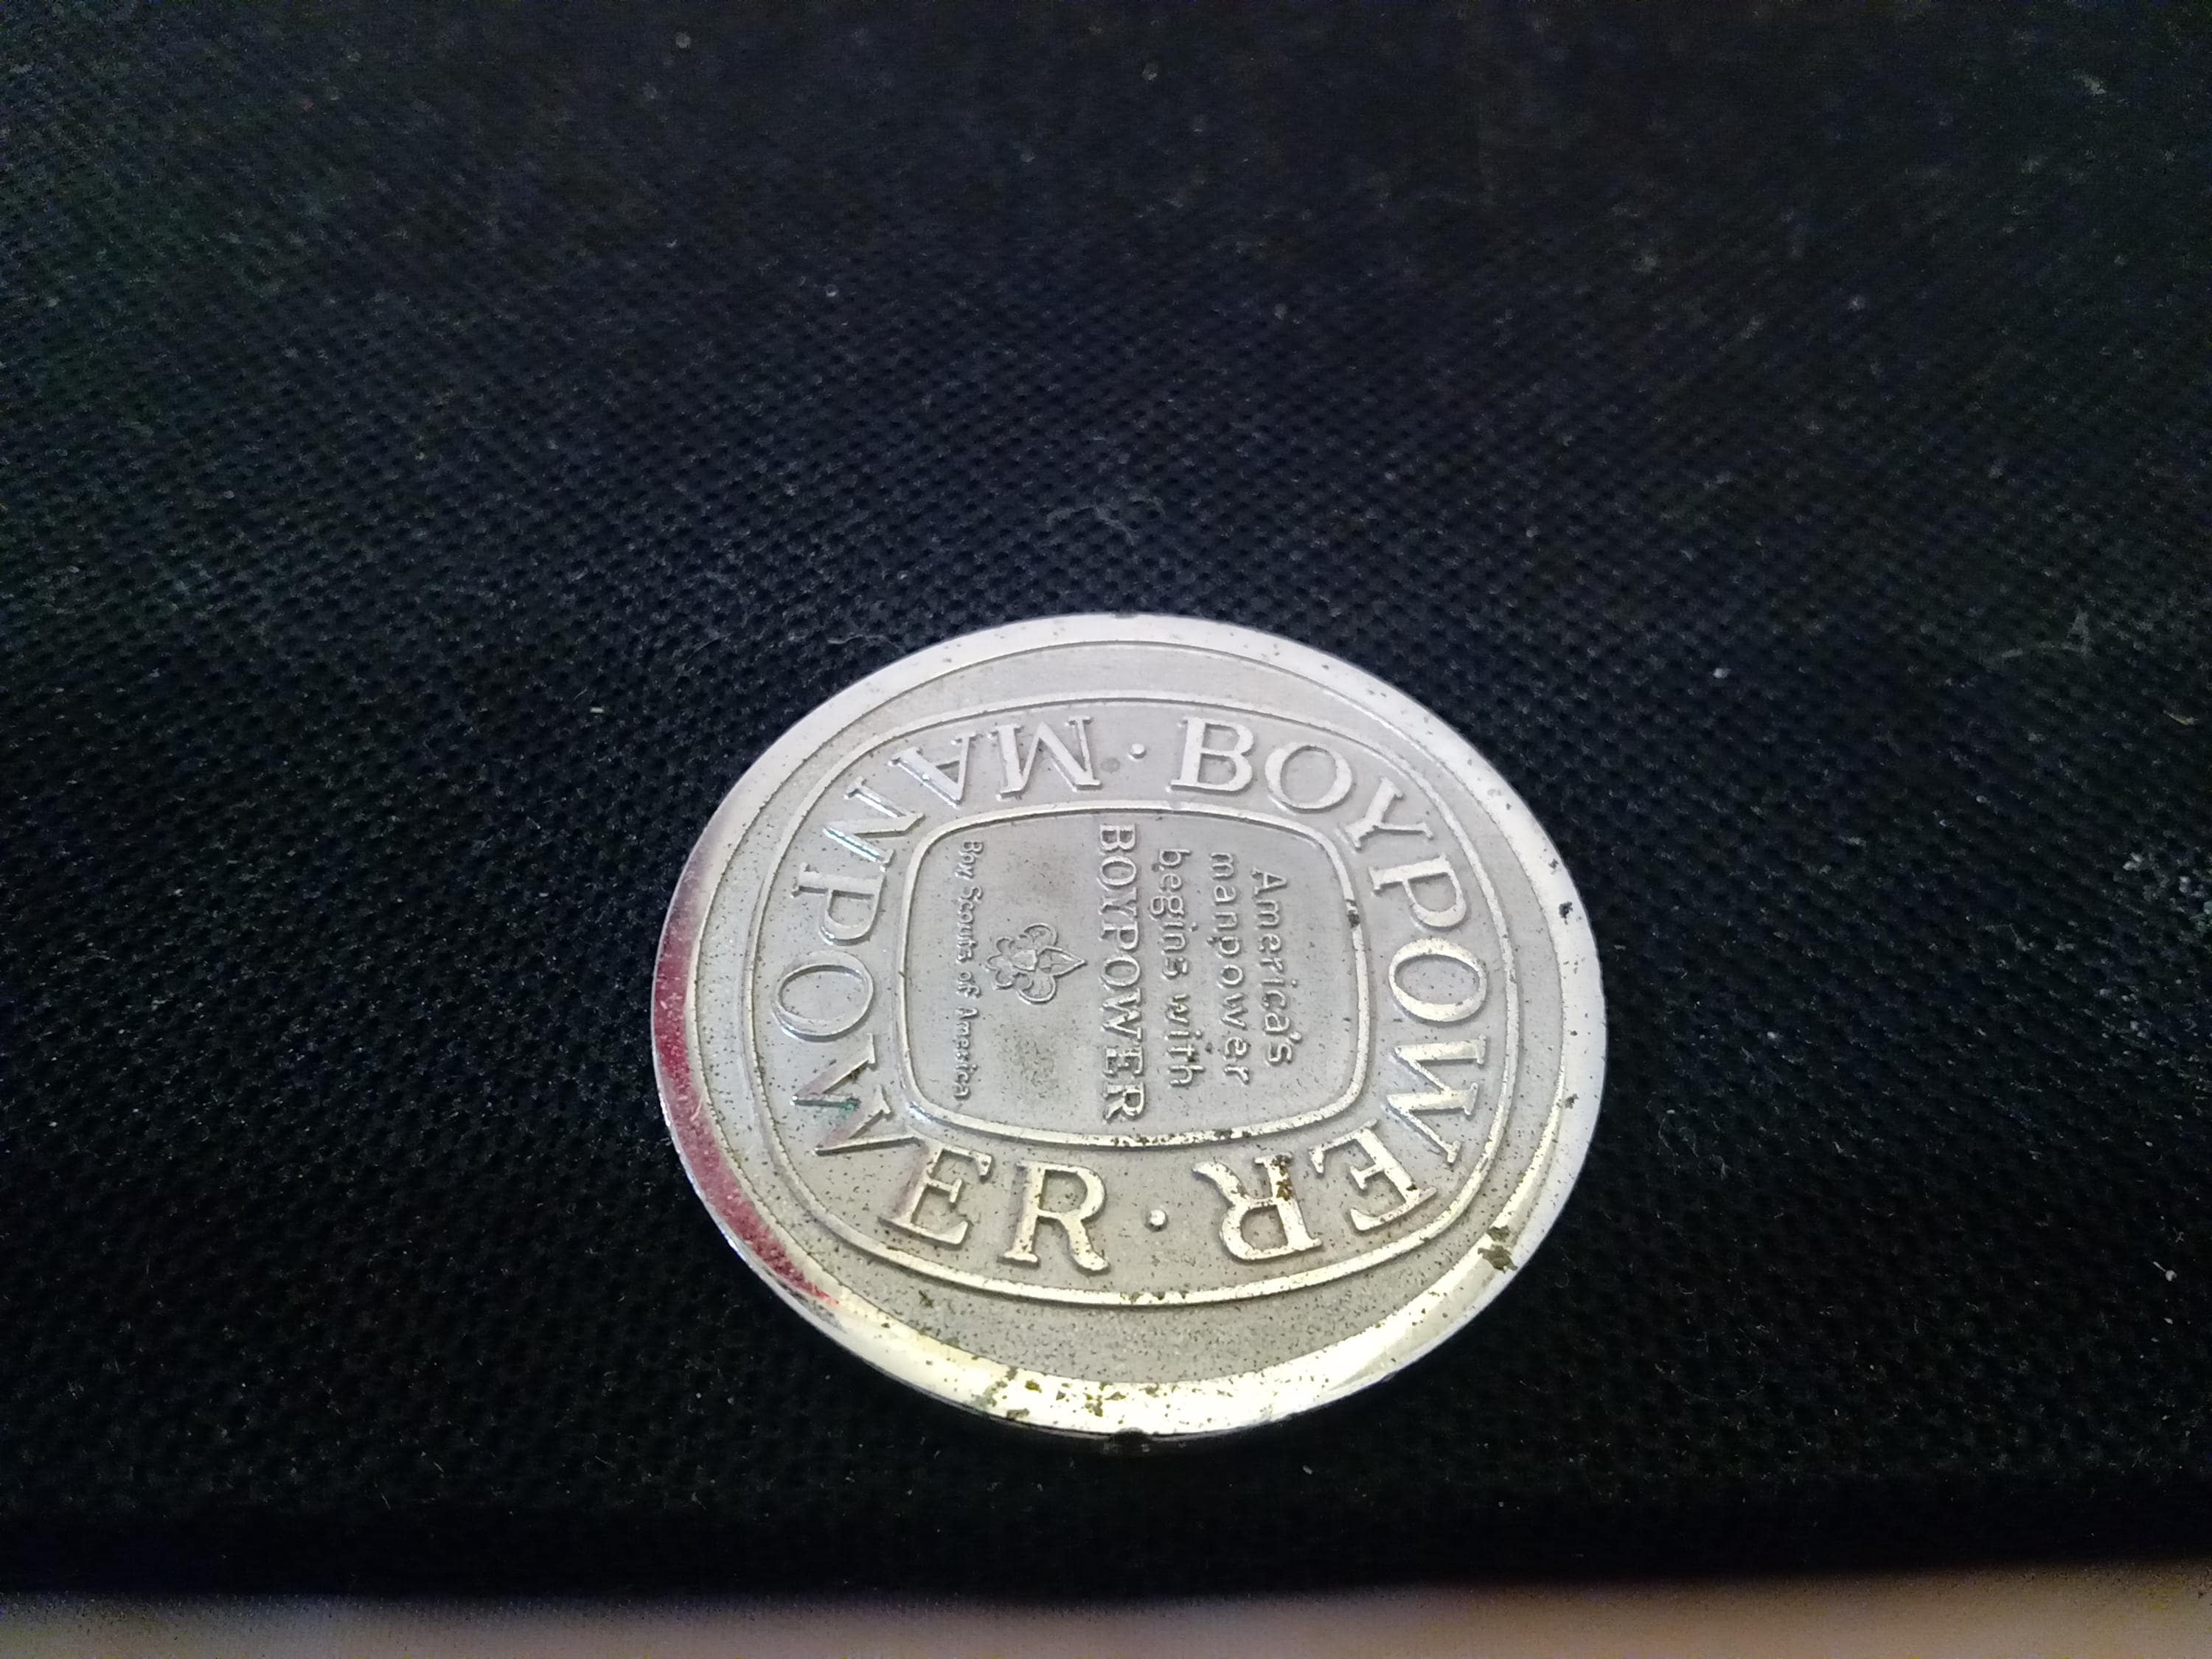 BOYPOWER · MANPOWER ·
America's
manpower
begins with
BOYPOWER
Boy Scouts of America